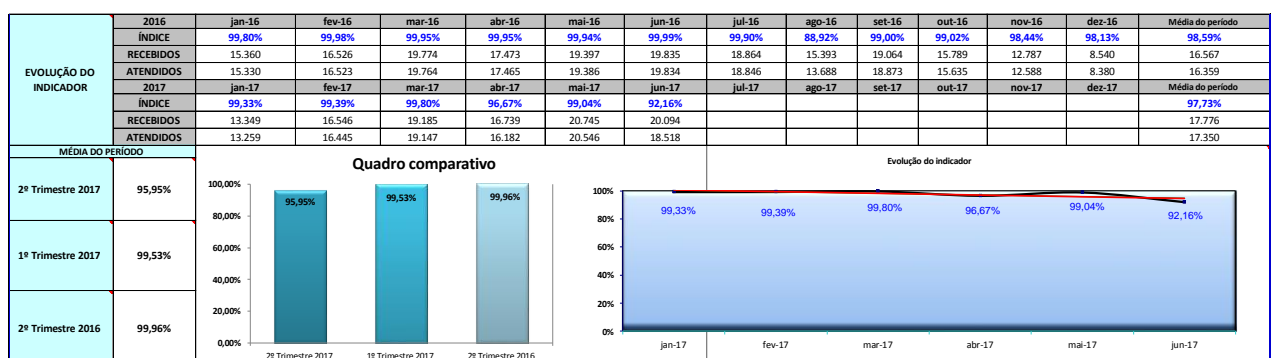 2016 jan-16 fev-16 mar-16 abr-16 mai-16 jun-16 jul-16 ago-16 set-16 out-16 nov-16 dez-16 Média do período
ÍNDICE 99,80% 99,98% 99,95% 99,95% 99,94% 99,99% 99,90% 88,92% 99,00% 99,02% 98,44% 98,13% 98,59%
RECEBIDOS 15.360 16.526 19.774 17.473 19.397 19.835 18.864 15.393 19.064 15.789 12.787 8.540 16.567
EVOLUÇÃO DO INDICADOR
ATENDIDOS 15.330 16.523 19.764 17.465 19.386 19.834 18.846 13.688 18.873 15.635 12.588 8.380 16.359
2017 jan-17 fev-17 mar-17 abr-17 mai-17 jun-17 jul-17 ago-17 set-17 out-17 nov-17 dez-17 Média do período
ÍNDICE 99,33% 99,39% 99,80% 96,67% 99,04% 92,16% 97,73%
RECEBIDOS 13.349 16.546 19.185 16.739 20.745 20.094 17.776
ATENDIDOS 13.259 16.445 19.147 16.182 20.546 18.518 17.350
MÉDIA DO PERÍODO
2º Trimestre 2017 95,95%
1º Trimestre 2017 99,53%
2º Trimestre 2016 99,96%
Quadro comparativo
100,00%
80,00%
60,00%
40,00%
20,00%
0,00%
95,95% 99,53% 99,96%
2º Trimestre 2017 1º Trimestre 2017 2º Trimestre 2016
Evolução do indicador
100%
80%
60%
40%
20%
0%
99,33% 99,39% 99,80% 96,67% 99,04% 92,16%
jan-17 fev-17 mar-17 abr-17 mai-17 jun-17